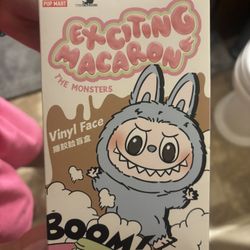 POP MART
EXCITING
MACARON
THE MONSTERS
Vinyl Face
搪胶脸盲盒
BOOM!